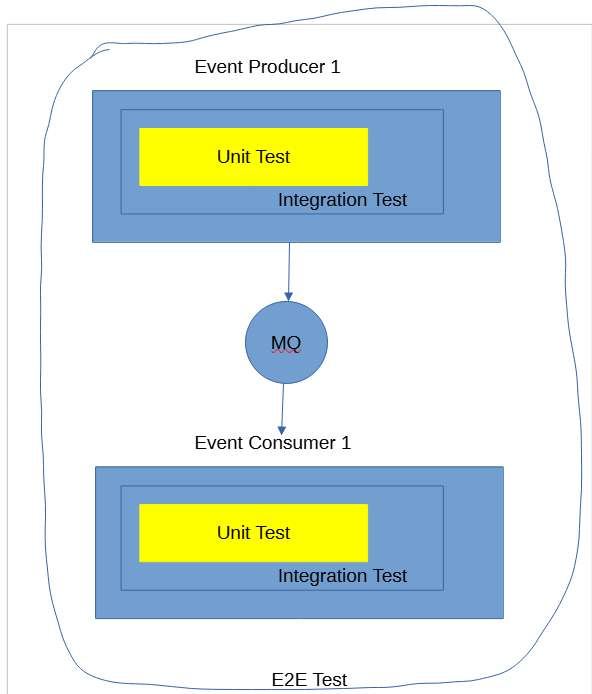 Event Producer 1
Unit Test
Integration Test
MQ
Event Consumer 1
Unit Test
Integration Test
E2E Test